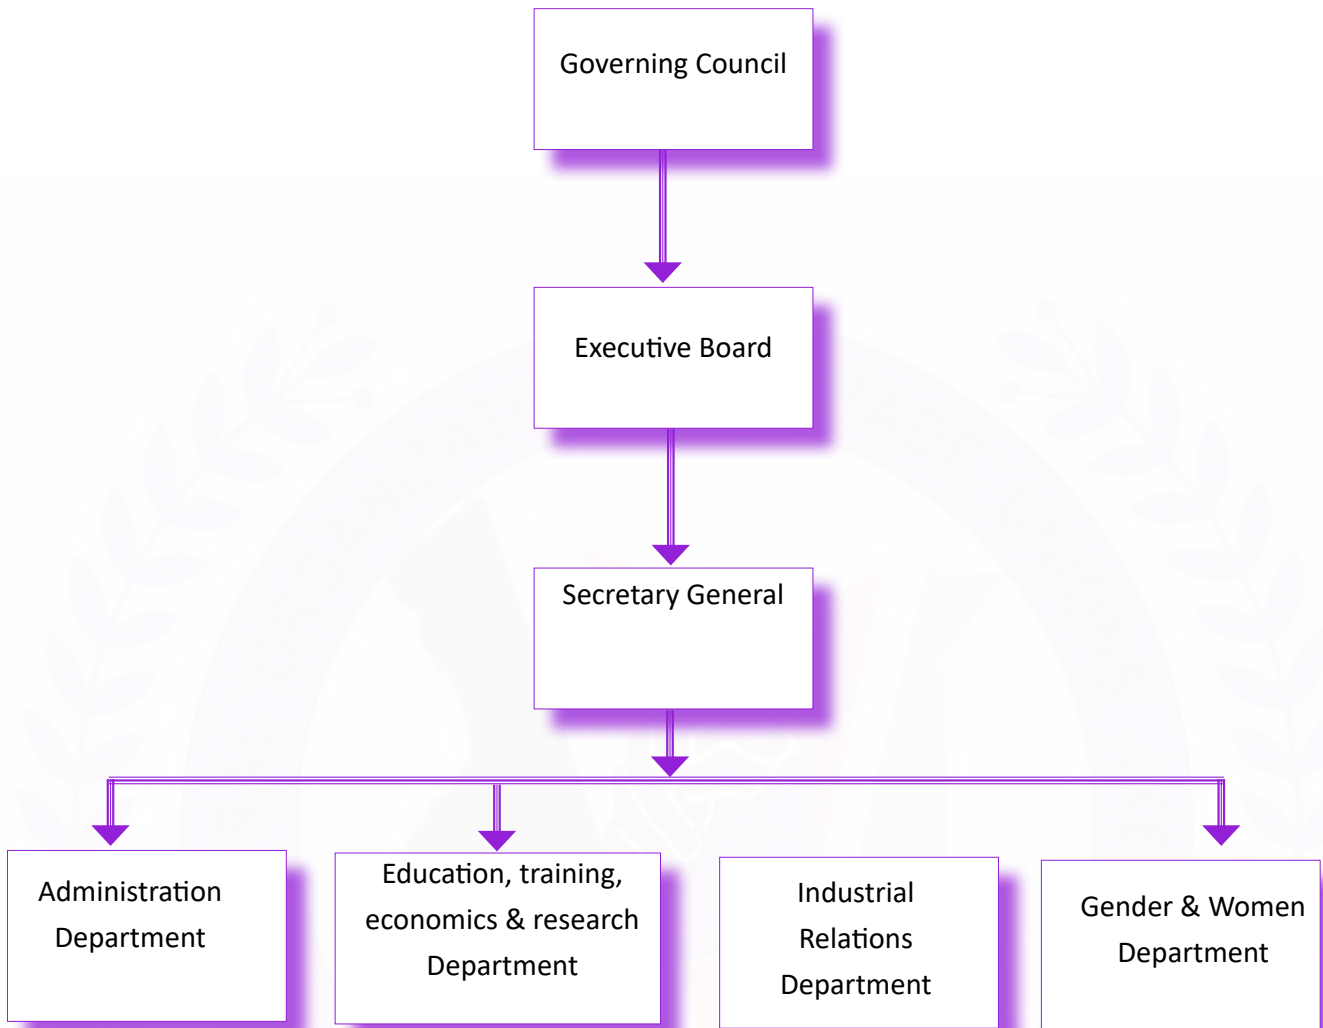 Governing Council
Executive Board
Secretary General
Administration
Department
Education, training,
economics & research
Department
Industrial
Relations
Department
Gender & Women
Department